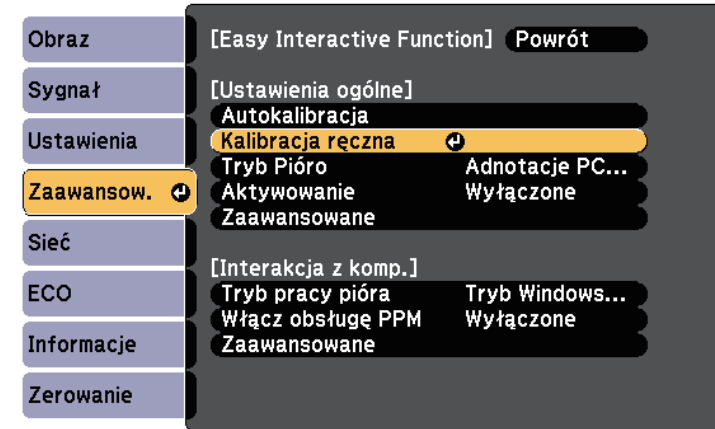 Obraz
Sygnał
Ustawienia
Zaawansow.
Sieć
ECO
Informacje
Zerowanie
[Easy Interactive Function] Powrót
[Ustawienia ogólne]
Autokalibracja
Kalibracja ręczna
Tryb Pióro Adnotacje PC...
Aktywowanie Wyłączone
Zaawansowane
[Interakcja z komp.]
Tryb pracy pióra Tryb Windows...
Włącz obsługę PPM Wyłączone
Zaawansowane